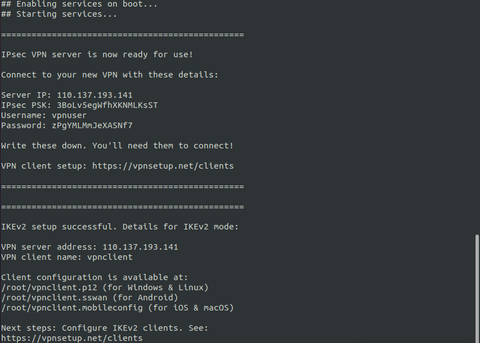 ## Enabling services on boot...
## Starting services...
================================================
IPsec VPN server is now ready for use!
Connect to your new VPN with these details:
Server IP: 110.137.193.141
IPsec PSK: 3BoLv5egWfhXKNMLKsST
Username: vpnuser
Password: zPgYMLMmJeXASNf7
Write these down. You'll need them to connect!
VPN client setup: https://vpnsetup.net/clients
================================================
================================================
IKEv2 setup successful. Details for IKEv2 mode:
VPN server address: 110.137.193.141
VPN client name: vpnclient
Client configuration is available at:
/root/vpnclient.p12 (for Windows & Linux)
/root/vpnclient.sswan (for Android)
/root/vpnclient.mobileconfig (for iOS & macOS)
Next steps: Configure IKEv2 clients. See:
https://vpnsetup.net/clients